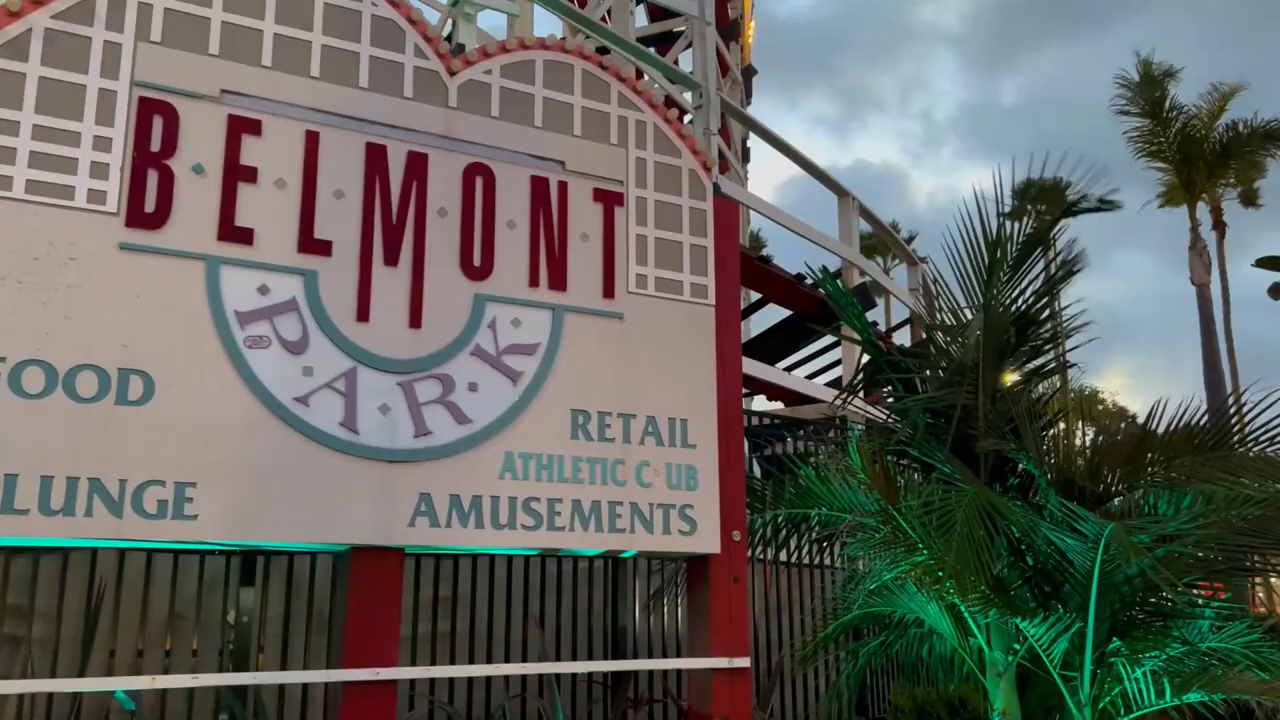 BELMONT
PARK
FOOD
RETAIL
ATHLETIC C UB
LUNGE
AMUSEMENTS